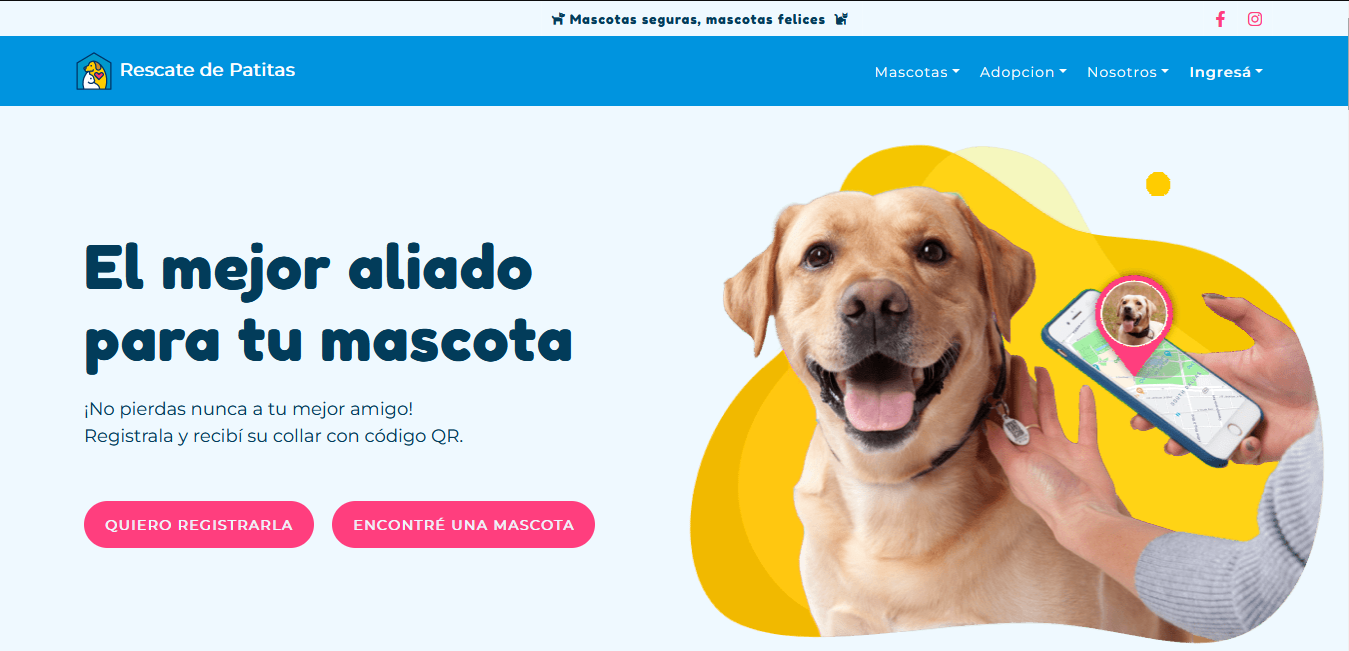 Mascotas seguras, mascotas felices
Rescate de Patitas
Mascotas
Adopcion
Nosotros
Ingresá
El mejor aliado
para tu mascota
¡No pierdas nunca a tu mejor amigo!
Registrala y recibí su collar con código QR.
QUIERO REGISTRARLA
ENCONTRÉ UNA MASCOTA